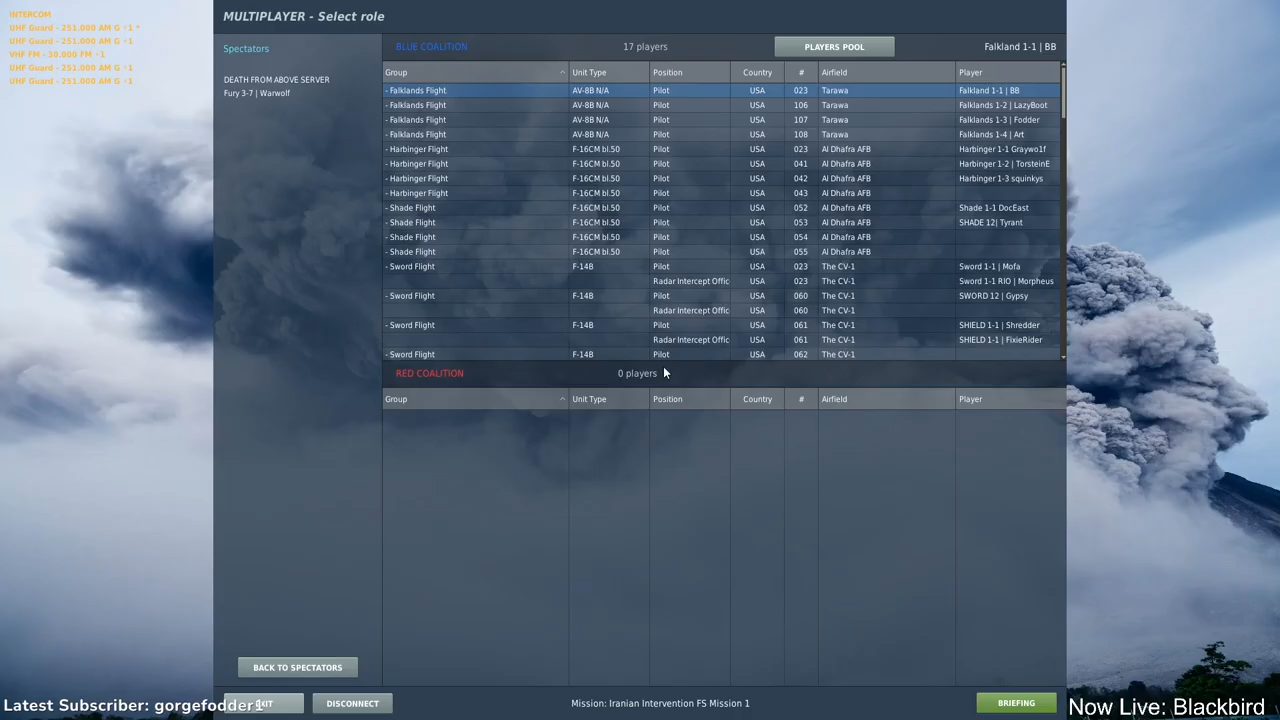 INTERCOM
UHF Guard - 251.000 AM G ◦1 *
UHF Guard - 251.000 AM G ◦1
VHF FM - 30.000 FM ◦1
UHF Guard - 251.000 AM G ◦1
UHF Guard - 251.000 AM G ◦1
MULTIPLAYER - Select role
Spectators
DEATH FROM ABOVE SERVER
Fury 3-7 | Warwolf
BLUE COALITION 17 players PLAYERS POOL Falkland 1-1 | BB
Group Unit Type Position Country # Airfield Player
- Falklands Flight AV-8B N/A Pilot USA 023 Tarawa Falkland 1-1 | BB
- Falklands Flight AV-8B N/A Pilot USA 106 Tarawa Falklands 1-2 | LazyBoot
- Falklands Flight AV-8B N/A Pilot USA 107 Tarawa Falklands 1-3 | Fodder
- Falklands Flight AV-8B N/A Pilot USA 108 Tarawa Falklands 1-4 | Art
- Harbinger Flight F-16CM bl.50 Pilot USA 023 Al Dhafra AFB Harbinger 1-1 Graywo1f
- Harbinger Flight F-16CM bl.50 Pilot USA 041 Al Dhafra AFB Harbinger 1-2 | TorsteinE
- Harbinger Flight F-16CM bl.50 Pilot USA 042 Al Dhafra AFB Harbinger 1-3 squinkys
- Harbinger Flight F-16CM bl.50 Pilot USA 043 Al Dhafra AFB
- Shade Flight F-16CM bl.50 Pilot USA 052 Al Dhafra AFB Shade 1-1 DocEast
- Shade Flight F-16CM bl.50 Pilot USA 053 Al Dhafra AFB SHADE 12| Tyrant
- Shade Flight F-16CM bl.50 Pilot USA 054 Al Dhafra AFB
- Shade Flight F-16CM bl.50 Pilot USA 055 Al Dhafra AFB
- Sword Flight F-14B Pilot USA 023 The CV-1 Sword 1-1 | Mofa
Radar Intercept Offic USA 023 The CV-1 Sword 1-1 RIO | Morpheus
- Sword Flight F-14B Pilot USA 060 The CV-1 SWORD 12 | Gypsy
Radar Intercept Offic USA 060 The CV-1
- Sword Flight F-14B Pilot USA 061 The CV-1 SHIELD 1-1 | Shredder
Radar Intercept Offic USA 061 The CV-1 SHIELD 1-1 | FixieRider
- Sword Flight F-14B Pilot USA 062 The CV-1
RED COALITION 0 players
Group Unit Type Position Country # Airfield Player
BACK TO SPECTATORS
DISCONNECT Mission: Iranian Intervention FS Mission 1 BRIEFING
Latest Subscriber: gorgefodder1
Now Live: Blackbird